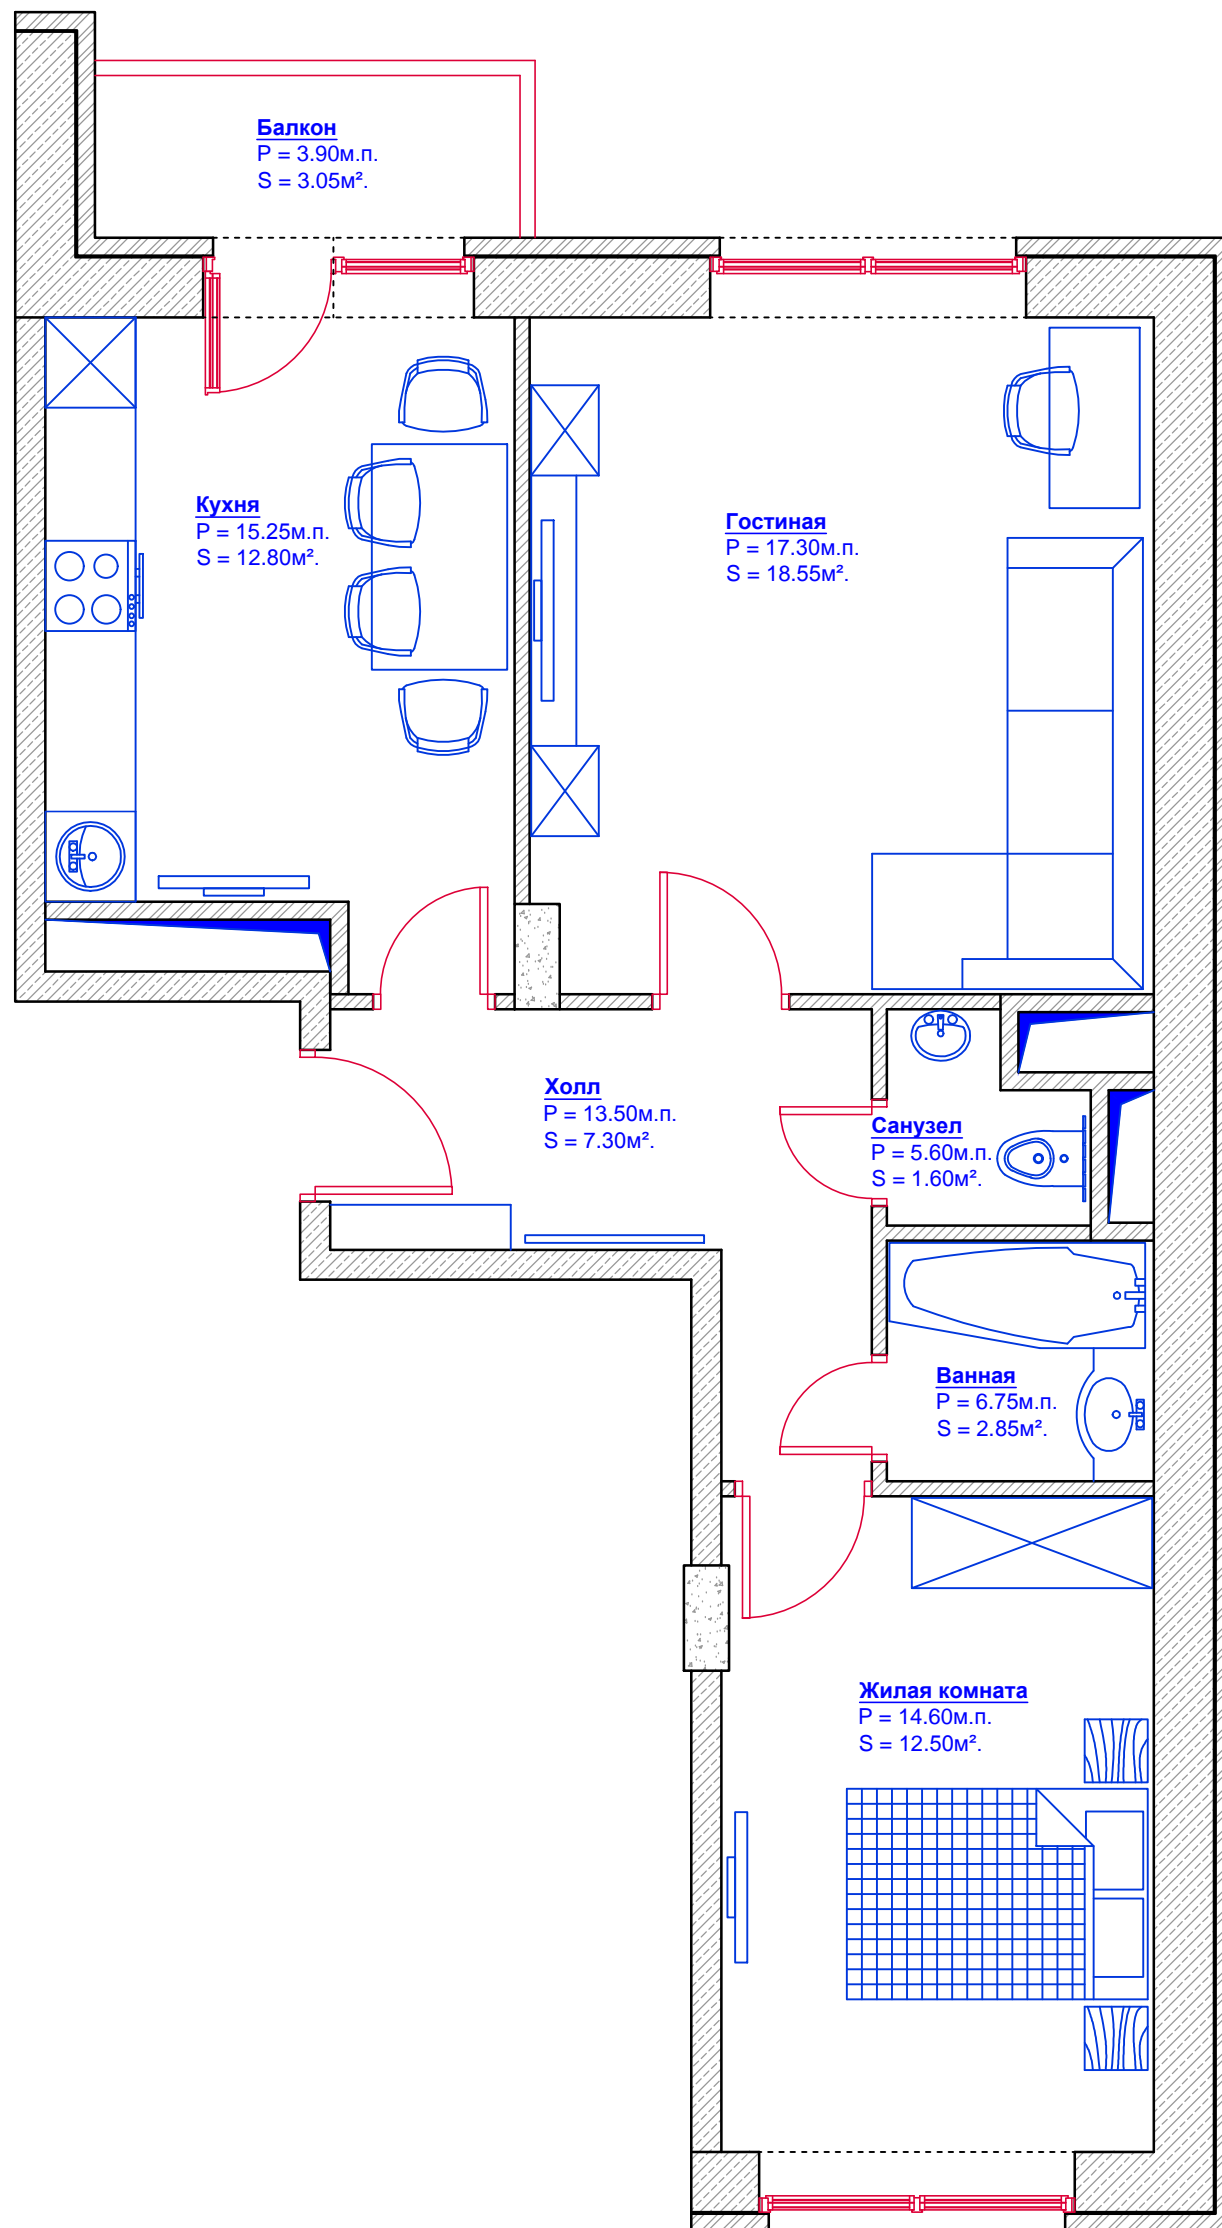 Балкон
P = 3.90м.п.
S = 3.05м².
Кухня
P = 15.25м.п.
S = 12.80м².
Гостиная
P = 17.30м.п.
S = 18.55м².
Холл
P = 13.50м.п.
S = 7.30м².
Санузел
P = 5.60м.п.
S = 1.60м².
Ванная
P = 6.75м.п.
S = 2.85м².
Жилая комната
P = 14.60м.п.
S = 12.50м².